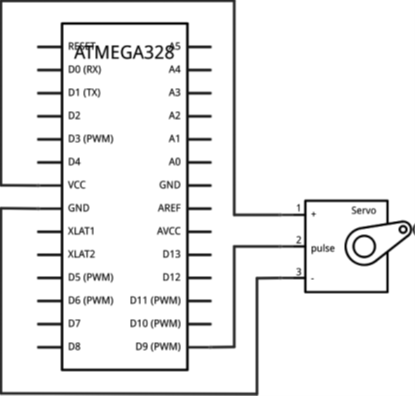 RESET A5
ATMEGA328
D0 (RX) A4
D1 (TX) A3
D2 A2
D3 (PWM) A1
D4 A0
VCC GND
GND AREF
XLAT1 AVCC
XLAT2 D13
D5 (PWM) D12
D6 (PWM) D11 (PWM)
D7 D10 (PWM)
D8 D9 (PWM)
1 + Servo
2 pulse
3 -